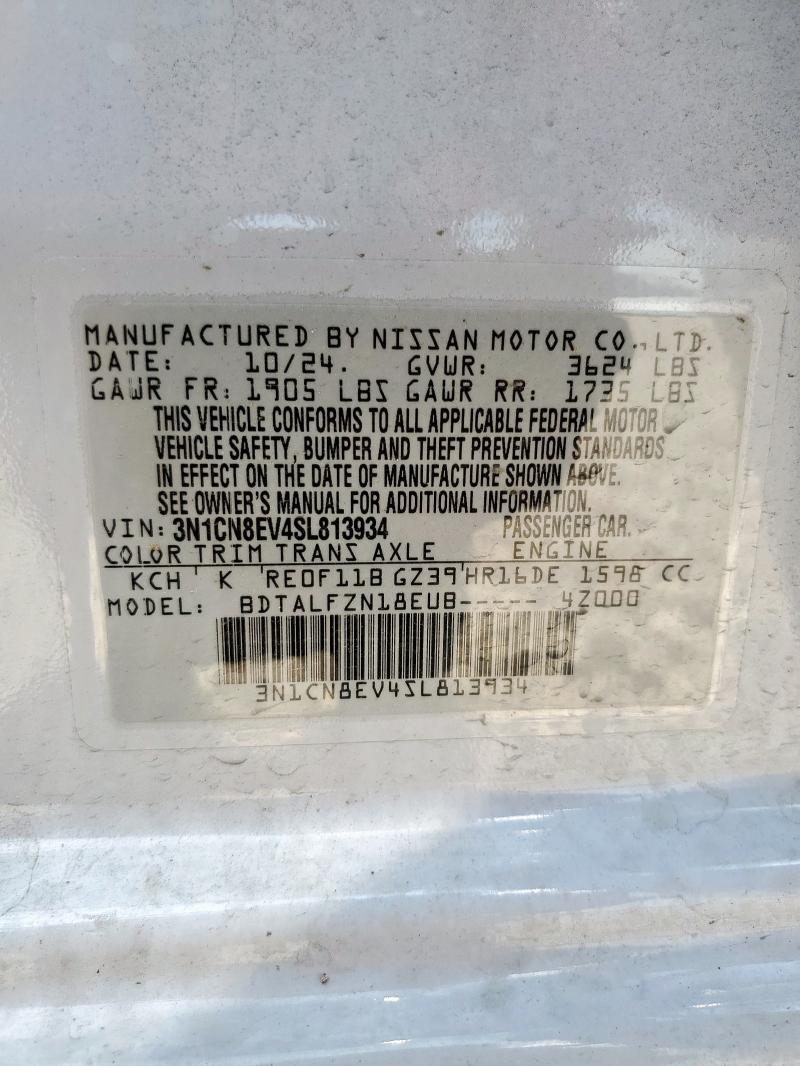 MANUFACTURED BY NISSAN MOTOR CO., LTD.
DATE: 10/24. GVWR: 3624 LBS
GAWR FR: 1905 LBS GAWR RR: 1735 LBS
THIS VEHICLE CONFORMS TO ALL APPLICABLE FEDERAL MOTOR
VEHICLE SAFETY, BUMPER AND THEFT PREVENTION STANDARDS
IN EFFECT ON THE DATE OF MANUFACTURE SHOWN ABOVE.
SEE OWNER'S MANUAL FOR ADDITIONAL INFORMATION.
VIN: 3N1CN8EV4SL813934 PASSENGER CAR.
COLOR TRIM TRANS AXLE ENGINE
KCH K RE0F11B GZ39 HR16DE 1598 CC
MODEL: BDTALFZN18EUB----- 4Z000
3N1CN8EV4SL813934